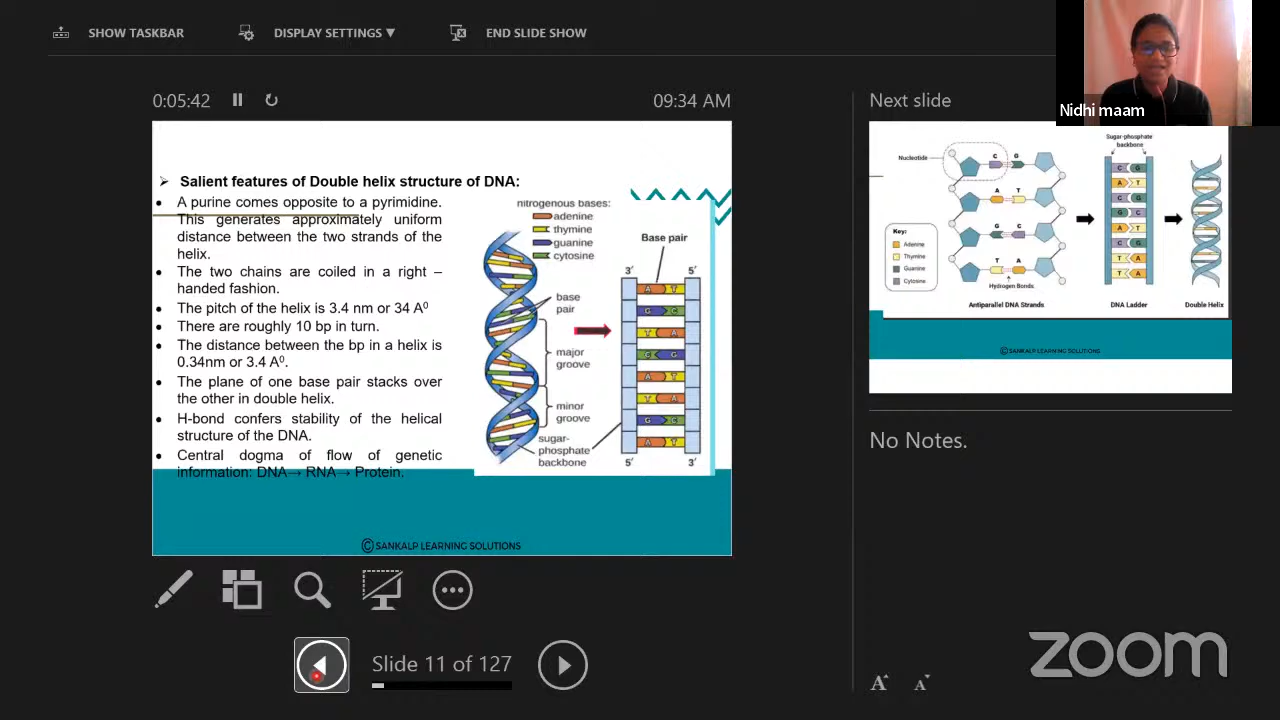 SHOW TASKBAR
DISPLAY SETTINGS ▼
END SLIDE SHOW
0:05:42
09:34 AM
Next slide
Nidhi maam
➢ Salient features of Double helix structure of DNA:
• A purine comes opposite to a pyrimidine.
This generates approximately uniform
distance between the two strands of the
helix.
• The two chains are coiled in a right –
handed fashion.
• The pitch of the helix is 3.4 nm or 34 A⁰
• There are roughly 10 bp in turn.
• The distance between the bp in a helix is
0.34nm or 3.4 A⁰.
• The plane of one base pair stacks over
the other in double helix.
• H-bond confers stability of the helical
structure of the DNA.
• Central dogma of flow of genetic
information: DNA→ RNA→ Protein.
nitrogenous bases:
adenine
thymine
guanine
cytosine
base
pair
major
groove
minor
groove
sugar-
phosphate
backbone
Base pair
3′ 5′
A T
G C
T A
C G
A T
T A
G C
A T
5′ 3′
© SANKALP LEARNING SOLUTIONS
Nucleotide
C G
A T
G C
T A
Hydrogen Bonds
Key:
Adenine
Thymine
Guanine
Cytosine
Antiparallel DNA Strands
Sugar-phosphate
backbone
C G
A T
C G
G C
A T
C G
T A
T A
DNA Ladder
Double Helix
© SANKALP LEARNING SOLUTIONS
No Notes.
Slide 11 of 127
A A
zoom